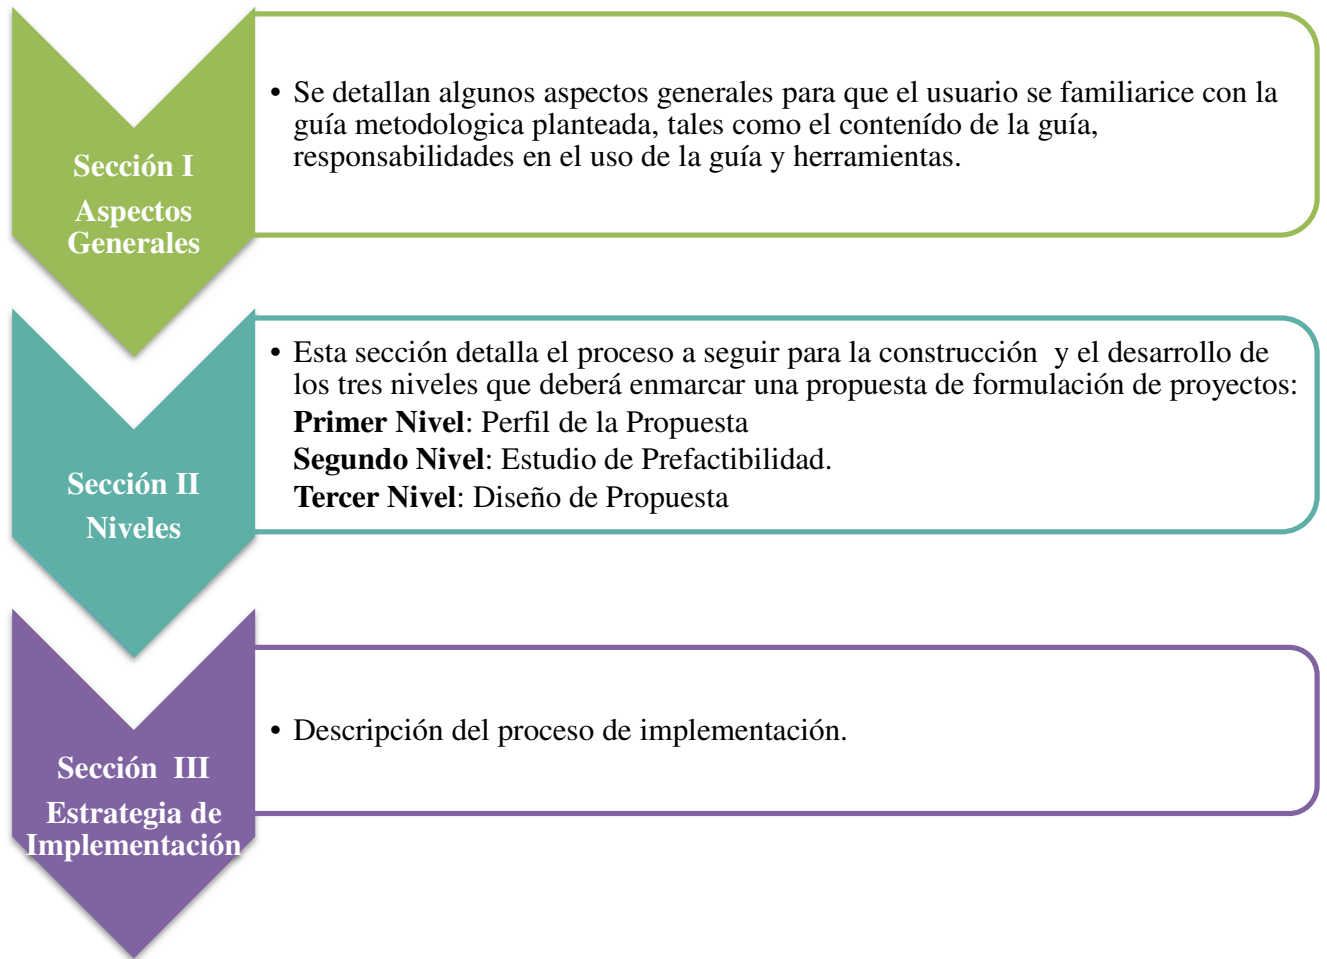 Sección I
Aspectos
Generales
• Se detallan algunos aspectos generales para que el usuario se familiarice con la
guía metodologica planteada, tales como el contenído de la guía,
responsabilidades en el uso de la guía y herramientas.
Sección II
Niveles
• Esta sección detalla el proceso a seguir para la construcción  y el desarrollo de
los tres niveles que deberá enmarcar una propuesta de formulación de proyectos:
Primer Nivel: Perfil de la Propuesta
Segundo Nivel: Estudio de Prefactibilidad.
Tercer Nivel: Diseño de Propuesta
Sección  III
Estrategia de
Implementación
• Descripción del proceso de implementación.